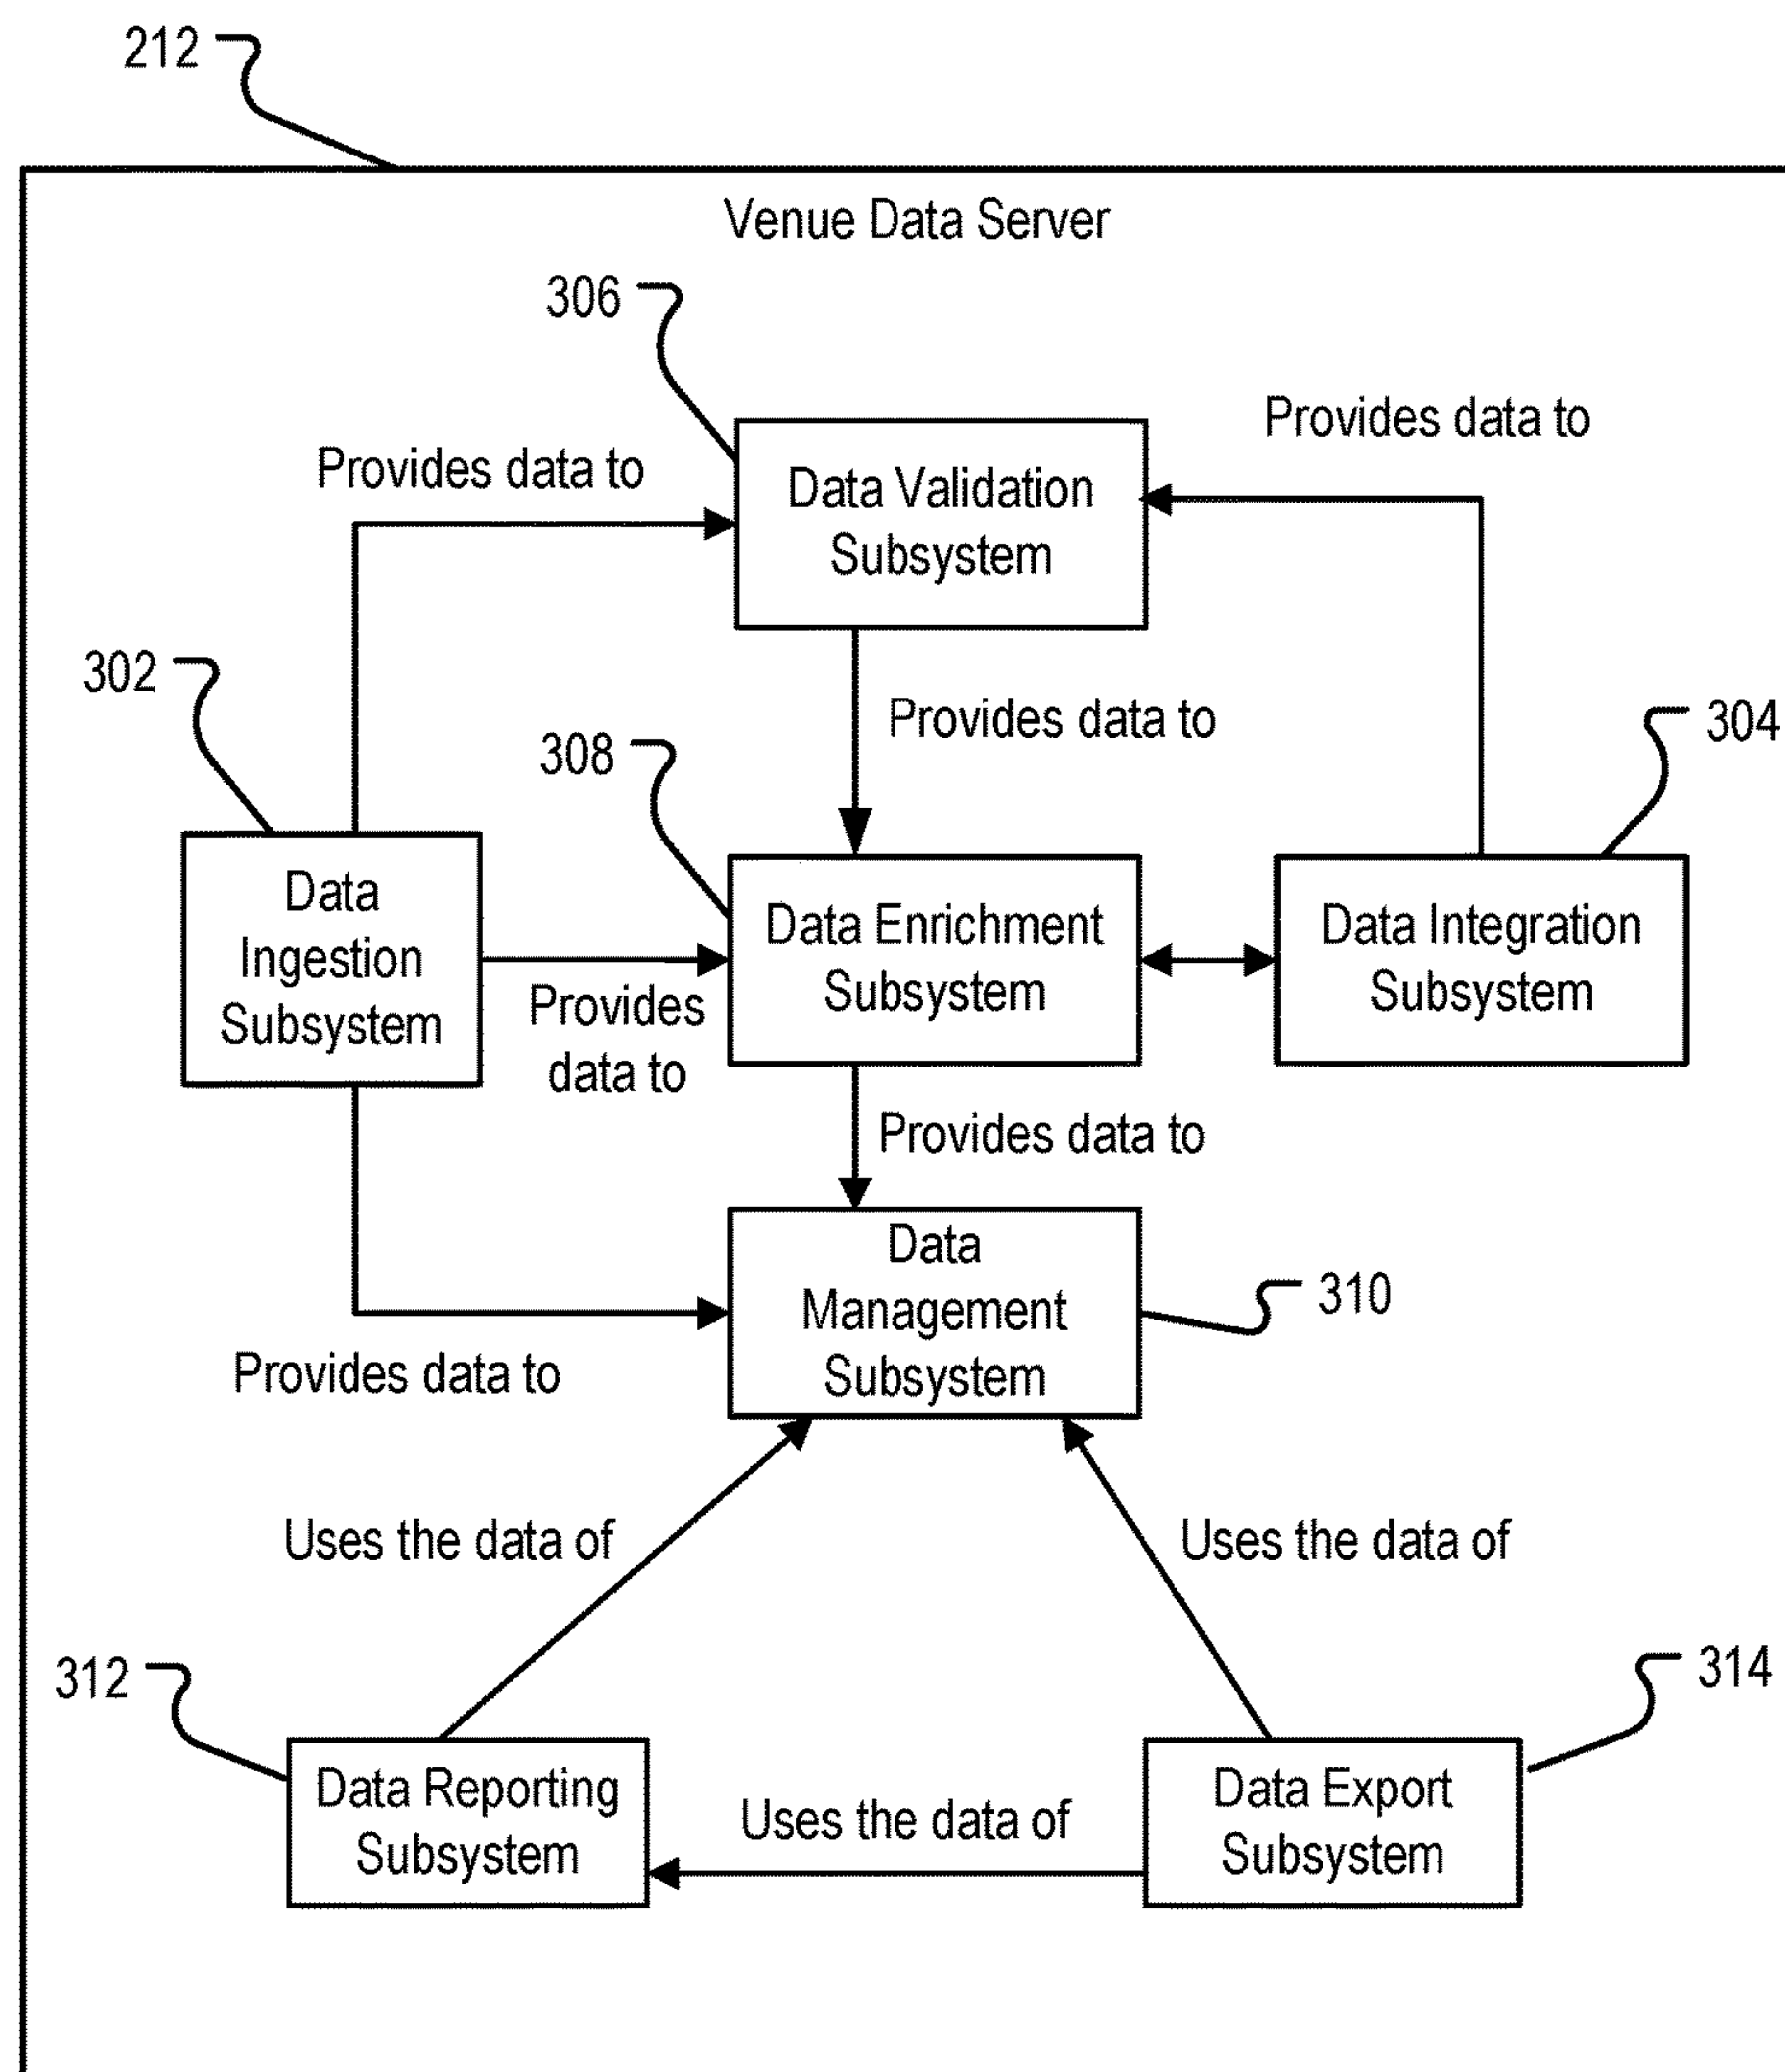 212
Venue Data Server
306
Provides data to
Provides data to
Data Validation
Subsystem
302
Provides data to
304
308
Data
Ingestion
Subsystem
Data Enrichment
Subsystem
Data Integration
Subsystem
Provides
data to
Provides data to
Data
Management
Subsystem
310
Provides data to
Uses the data of
Uses the data of
312
314
Data Reporting
Subsystem
Uses the data of
Data Export
Subsystem